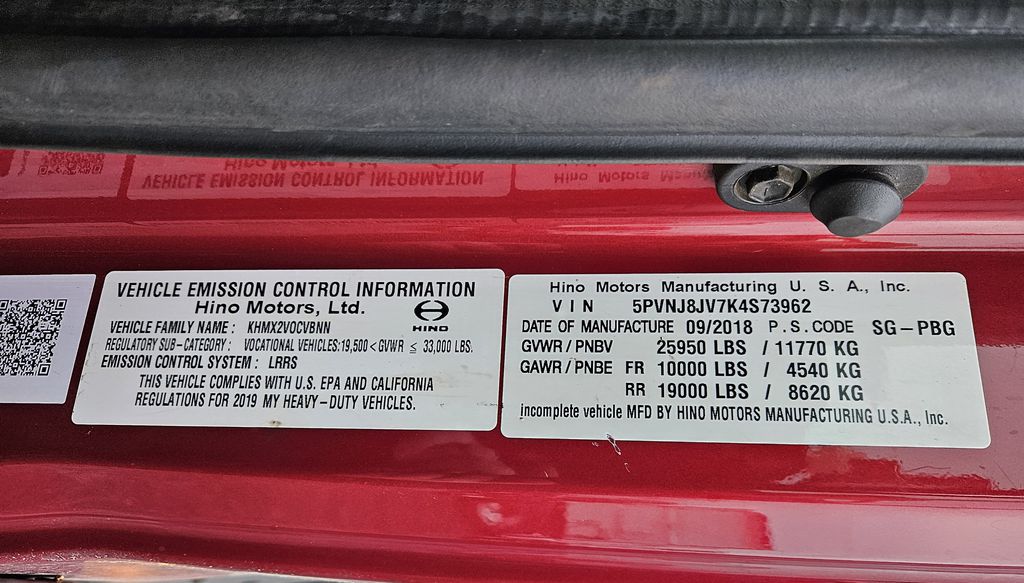 VEHICLE EMISSION CONTROL INFORMATION
Hino Motors, Ltd.
HINO
VEHICLE FAMILY NAME : KHMX2VOCVBNN
REGULATORY SUB-CATEGORY : VOCATIONAL VEHICLES:19,500 < GVWR ≤ 33,000 LBS.
EMISSION CONTROL SYSTEM : LRRS
THIS VEHICLE COMPLIES WITH U.S. EPA AND CALIFORNIA
REGULATIONS FOR 2019 MY HEAVY-DUTY VEHICLES.
Hino Motors Manufacturing U. S. A., Inc.
VIN 5PVNJ8JV7K4S73962
DATE OF MANUFACTURE 09/2018 P.S.CODE SG-PBG
GVWR / PNBV 25950 LBS / 11770 KG
GAWR / PNBE FR 10000 LBS / 4540 KG
RR 19000 LBS / 8620 KG
incomplete vehicle MFD BY HINO MOTORS MANUFACTURING U.S.A., Inc.